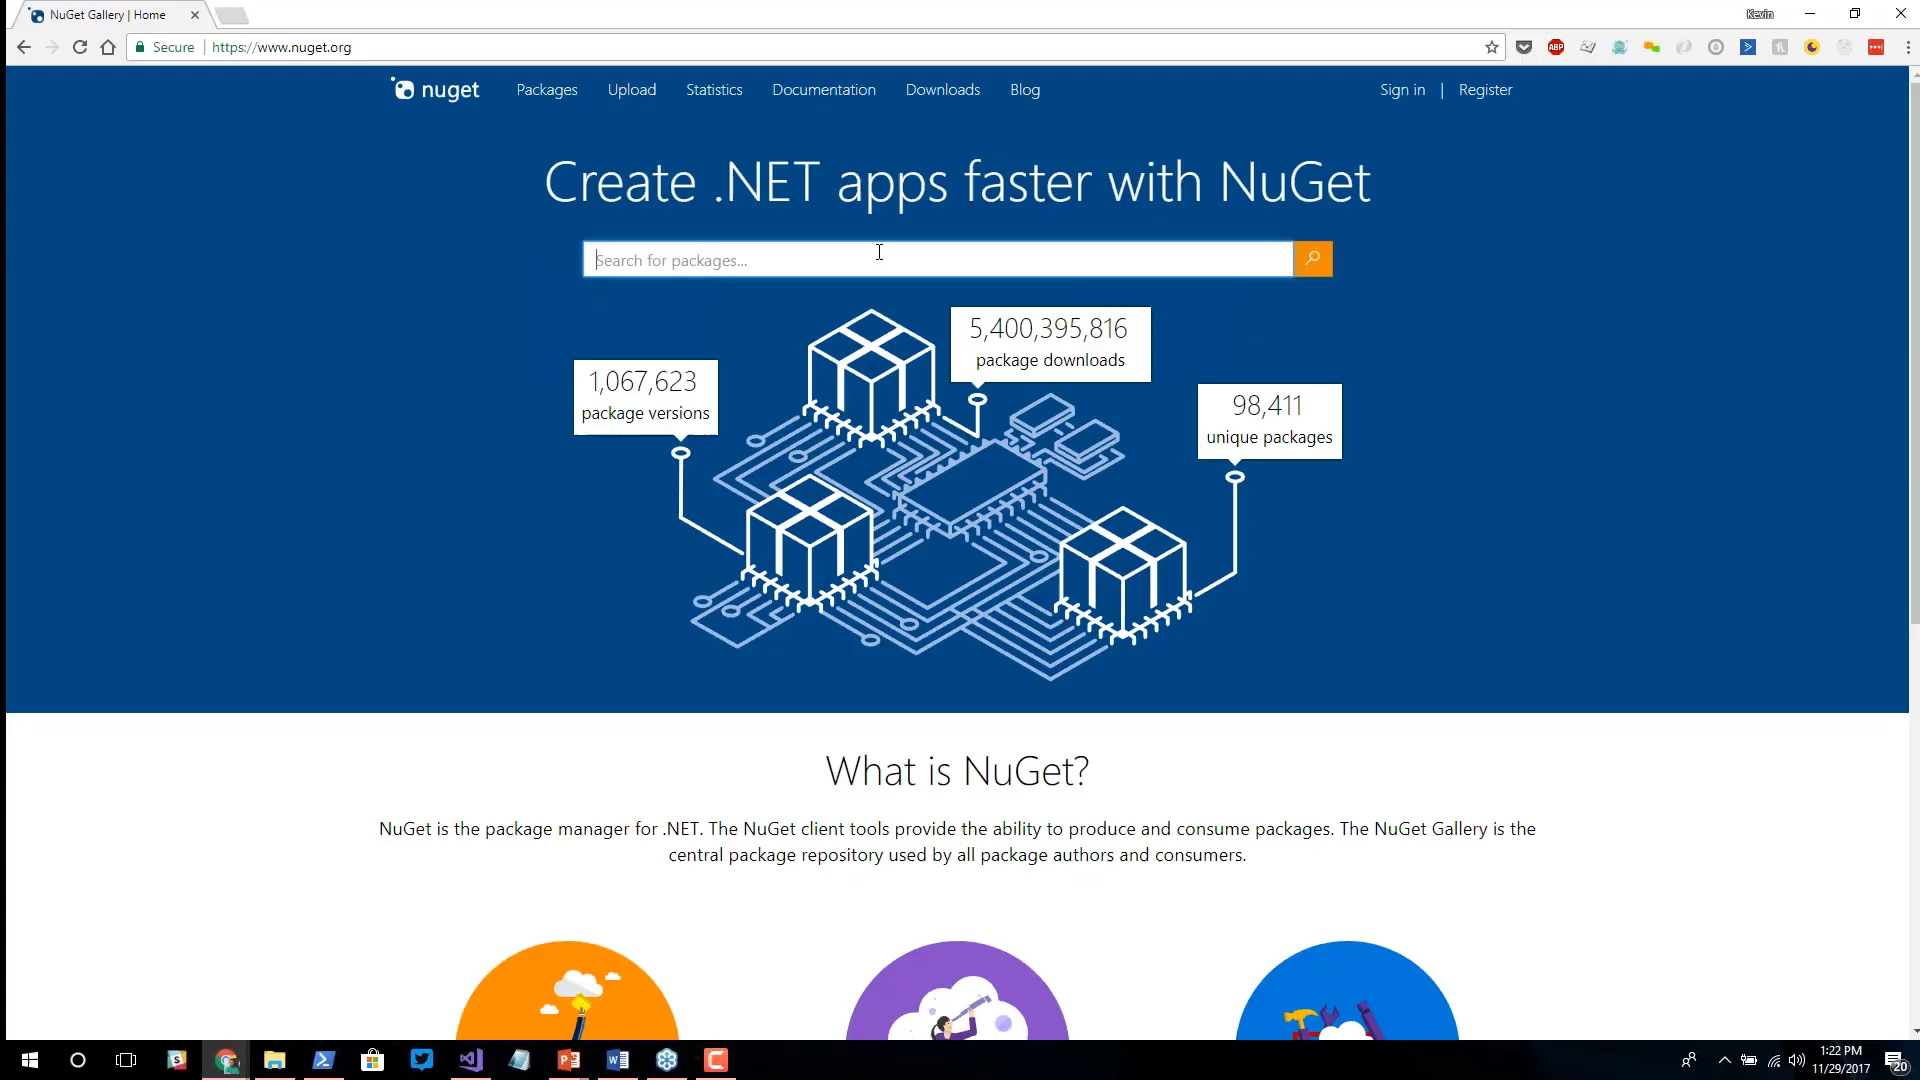 NuGet Gallery | Home
Kevin
Secure
https://www.nuget.org
ABP
nuget
Packages
Upload
Statistics
Documentation
Downloads
Blog
Sign in | Register
Create .NET apps faster with NuGet
Search for packages...
5,400,395,816
package downloads
1,067,623
package versions
98,411
unique packages
What is NuGet?
NuGet is the package manager for .NET. The NuGet client tools provide the ability to produce and consume packages. The NuGet Gallery is the
central package repository used by all package authors and consumers.
1:22 PM
11/29/2017
20